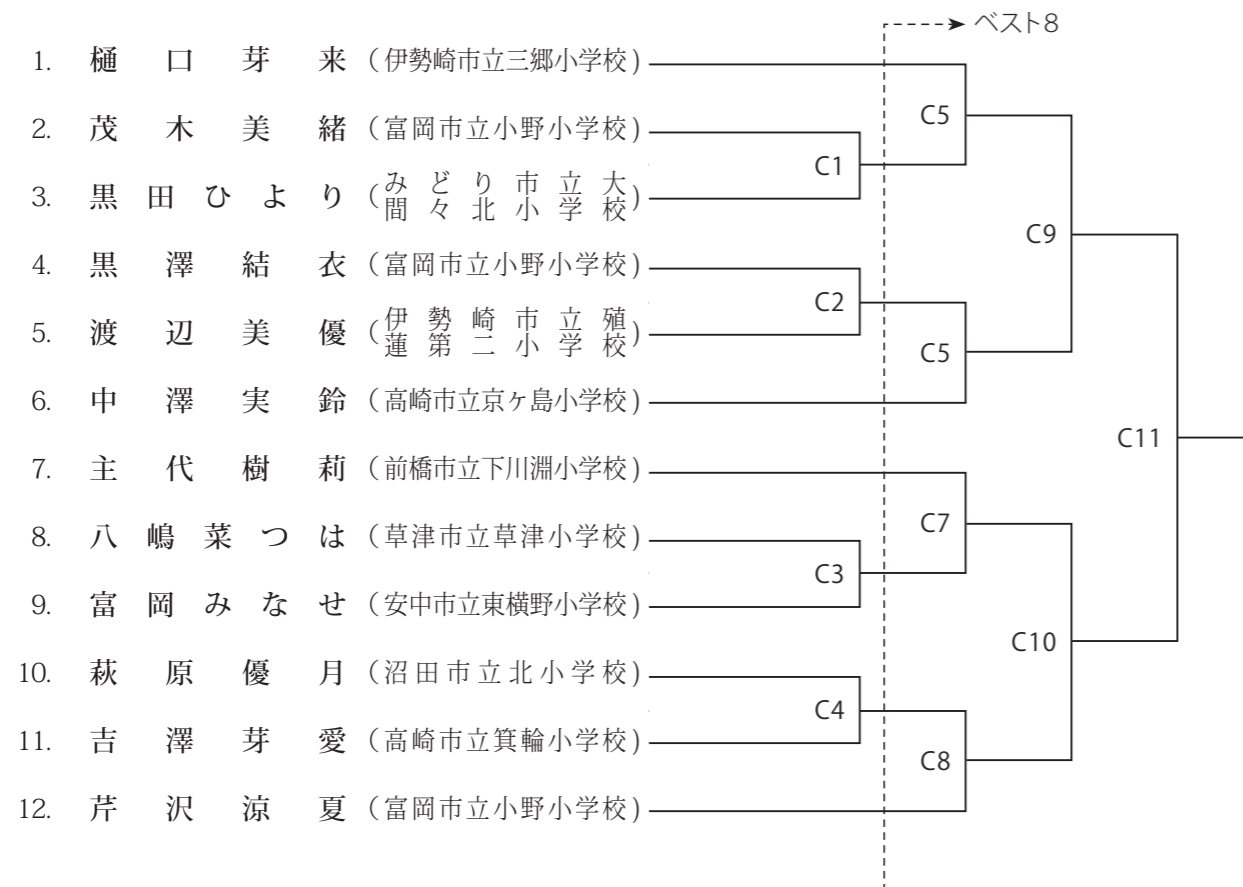 ベスト8
1. 樋口芽来（伊勢崎市立三郷小学校）
C5
2. 茂木美緒（富岡市立小野小学校）
C1
3. 黒田ひより（みどり市立大間々北小学校）
C9
4. 黒澤結衣（富岡市立小野小学校）
C2
5. 渡辺美優（伊勢崎市立殖蓮第二小学校）
C5
6. 中澤実鈴（高崎市立京ヶ島小学校）
C11
7. 主代樹莉（前橋市立下川淵小学校）
C7
8. 八嶋菜つは（草津市立草津小学校）
C3
9. 富岡みなせ（安中市立東横野小学校）
C10
10. 萩原優月（沼田市立北小学校）
C4
11. 吉澤芽愛（高崎市立箕輪小学校）
C8
12. 芹沢涼夏（富岡市立小野小学校）